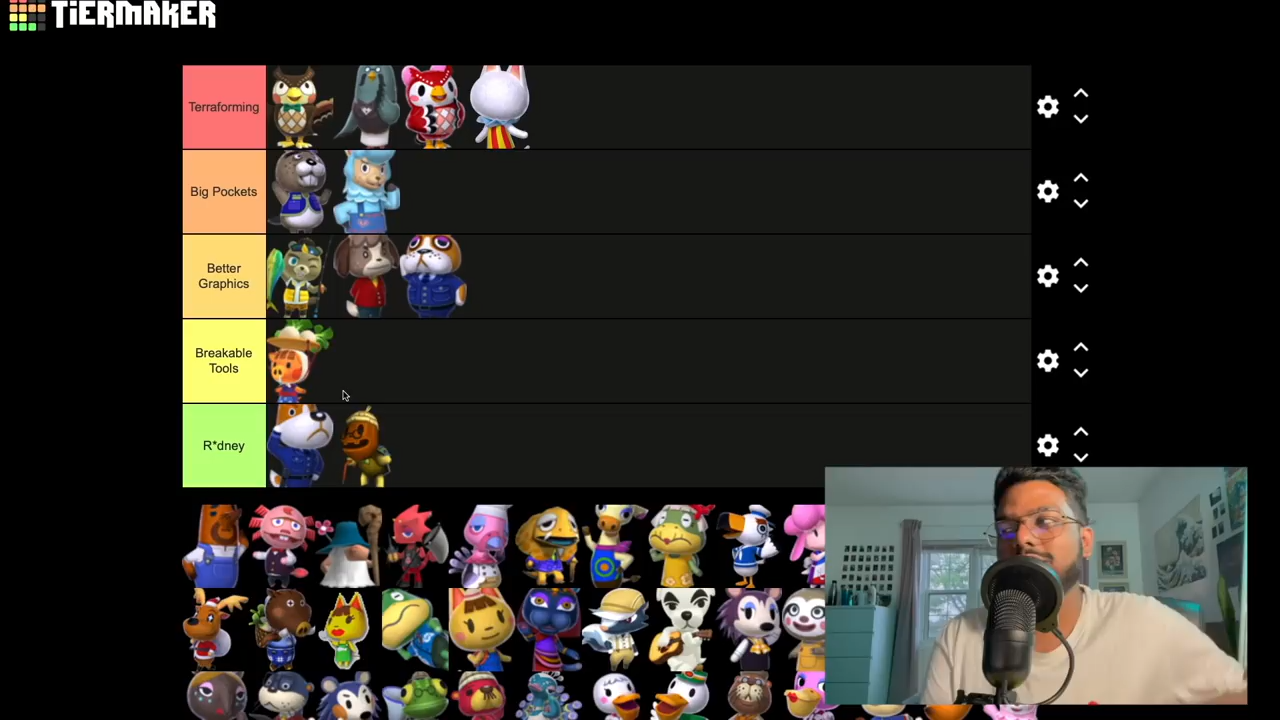 TiERMAKER
Terraforming
Big Pockets
Better
Graphics
Breakable
Tools
R*dney